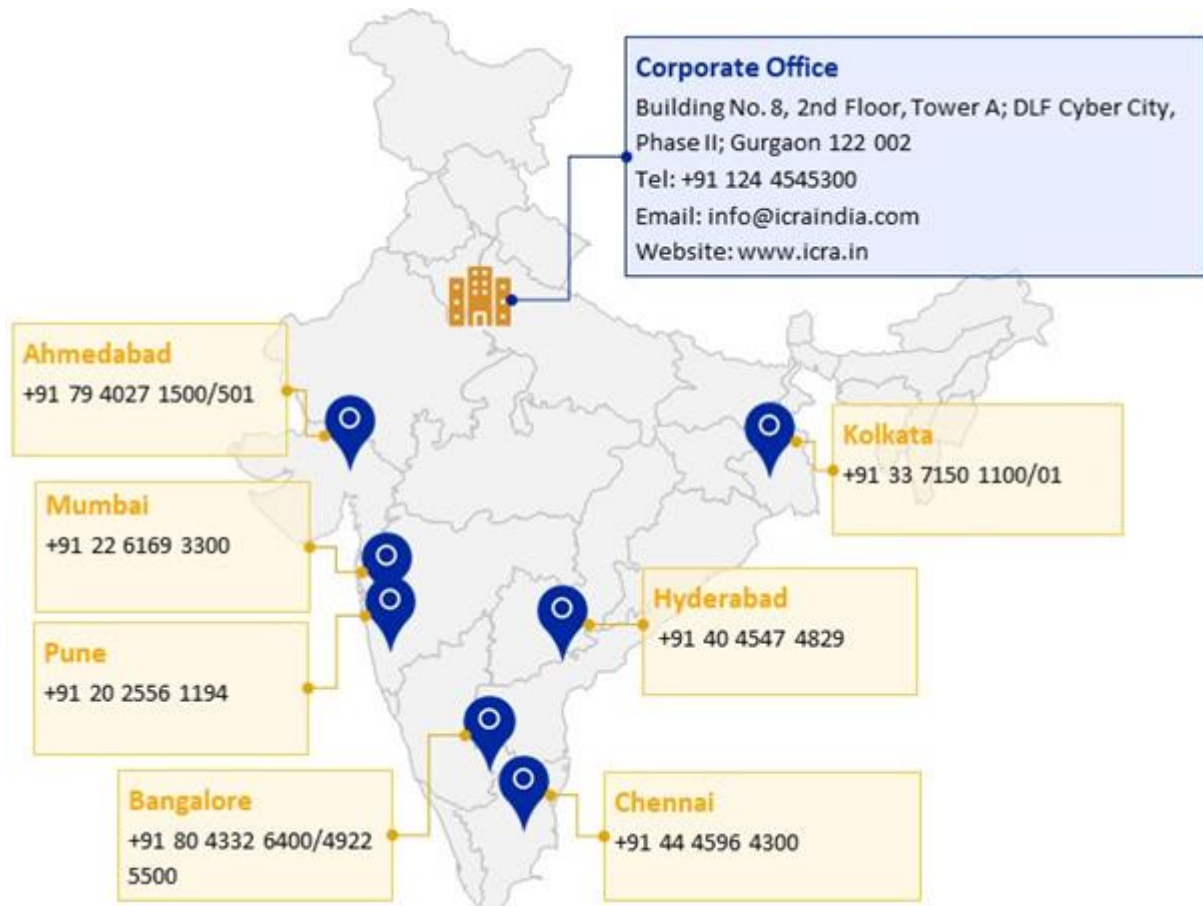 Corporate Office
Building No. 8, 2nd Floor, Tower A; DLF Cyber City,
Phase II; Gurgaon 122 002
Tel: +91 124 4545300
Email: info@icraindia.com
Website: www.icra.in
Ahmedabad
+91 79 4027 1500/501
Kolkata
+91 33 7150 1100/01
Mumbai
+91 22 6169 3300
Hyderabad
+91 40 4547 4829
Pune
+91 20 2556 1194
Bangalore
+91 80 4332 6400/4922
5500
Chennai
+91 44 4596 4300